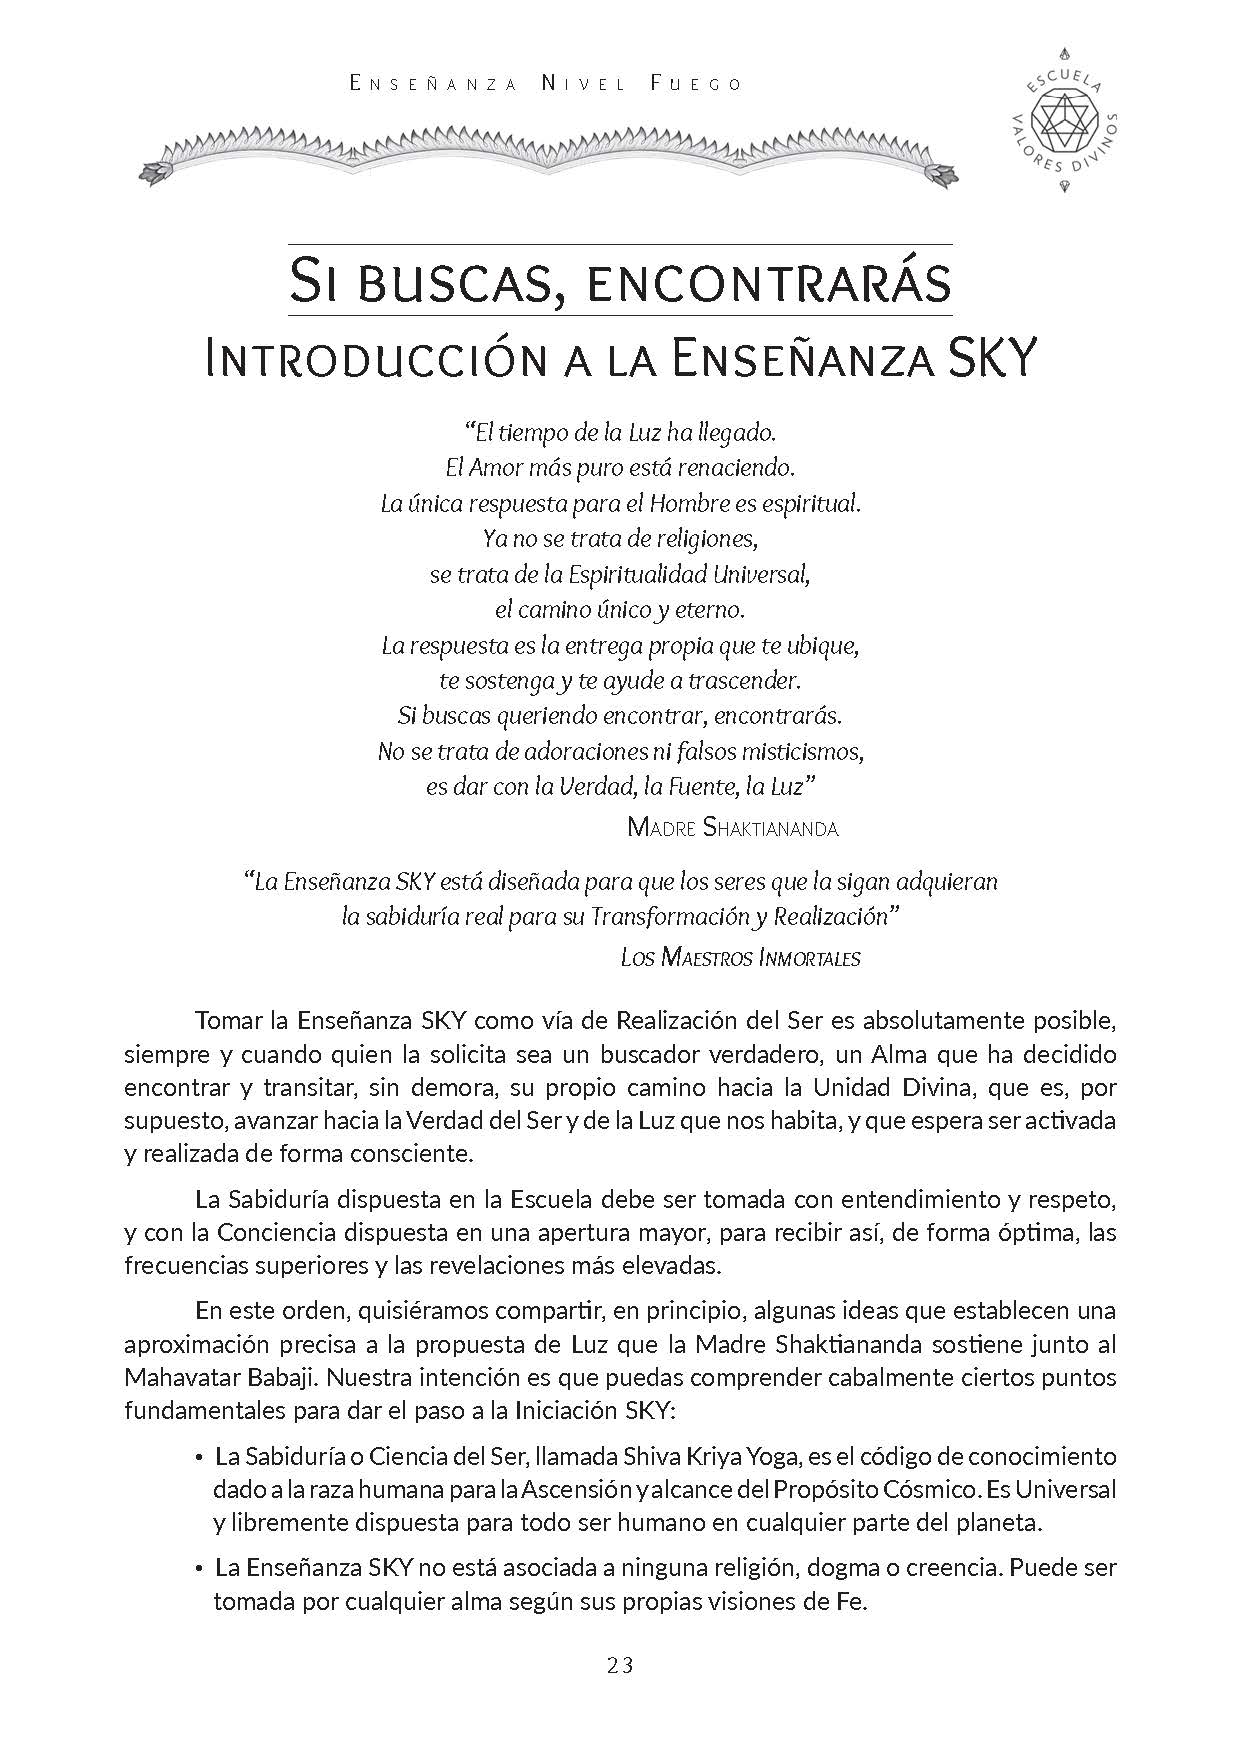 Enseñanza Nivel Fuego
ESCUELA
VALORES DIVINOS
Si buscas, encontrarás
Introducción a la Enseñanza SKY
“El tiempo de la Luz ha llegado.
El Amor más puro está renaciendo.
La única respuesta para el Hombre es espiritual.
Ya no se trata de religiones,
se trata de la Espiritualidad Universal,
el camino único y eterno.
La respuesta es la entrega propia que te ubique,
te sostenga y te ayude a trascender.
Si buscas queriendo encontrar, encontrarás.
No se trata de adoraciones ni falsos misticismos,
es dar con la Verdad, la Fuente, la Luz”
Madre Shaktiananda
“La Enseñanza SKY está diseñada para que los seres que la sigan adquieran
la sabiduría real para su Transformación y Realización”
Los Maestros Inmortales
Tomar la Enseñanza SKY como vía de Realización del Ser es absolutamente posible,
siempre y cuando quien la solicita sea un buscador verdadero, un Alma que ha decidido
encontrar y transitar, sin demora, su propio camino hacia la Unidad Divina, que es, por
supuesto, avanzar hacia la Verdad del Ser y de la Luz que nos habita, y que espera ser activada
y realizada de forma consciente.
La Sabiduría dispuesta en la Escuela debe ser tomada con entendimiento y respeto,
y con la Conciencia dispuesta en una apertura mayor, para recibir así, de forma óptima, las
frecuencias superiores y las revelaciones más elevadas.
En este orden, quisiéramos compartir, en principio, algunas ideas que establecen una
aproximación precisa a la propuesta de Luz que la Madre Shaktiananda sostiene junto al
Mahavatar Babaji. Nuestra intención es que puedas comprender cabalmente ciertos puntos
fundamentales para dar el paso a la Iniciación SKY:
• La Sabiduría o Ciencia del Ser, llamada Shiva Kriya Yoga, es el código de conocimiento
dado a la raza humana para la Ascensión y alcance del Propósito Cósmico. Es Universal
y libremente dispuesta para todo ser humano en cualquier parte del planeta.
• La Enseñanza SKY no está asociada a ninguna religión, dogma o creencia. Puede ser
tomada por cualquier alma según sus propias visiones de Fe.
23